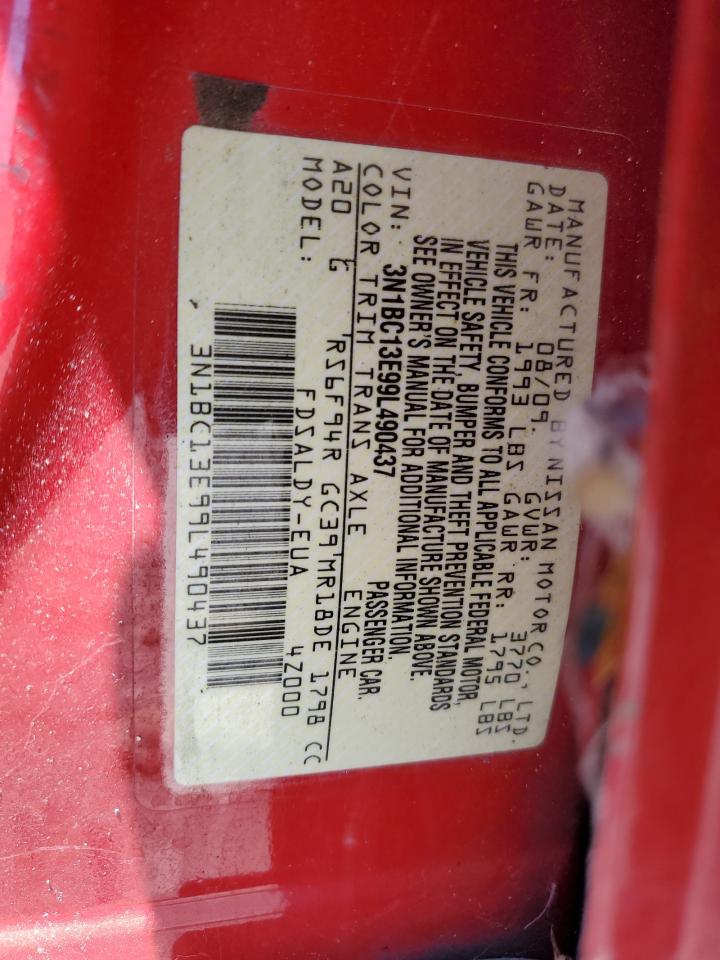 MANUFACTURED BY NISSAN MOTOR CO., LTD.
DATE: 08/09. GVWR: 3770 LBS
GAWR FR: 1993 LBS GAWR RR: 1795 LBS
THIS VEHICLE CONFORMS TO ALL APPLICABLE FEDERAL MOTOR
VEHICLE SAFETY, BUMPER AND THEFT PREVENTION STANDARDS
IN EFFECT ON THE DATE OF MANUFACTURE SHOWN ABOVE.
SEE OWNER'S MANUAL FOR ADDITIONAL INFORMATION.
VIN: 3N1BC13E99L490437 PASSENGER CAR.
COLOR TRIM TRANS AXLE ENGINE
A20 G RS6F94R GC39 MR18DE 1798 CC
MODEL: FDSALDY-EUA 4Z000
3N1BC13E99L490437